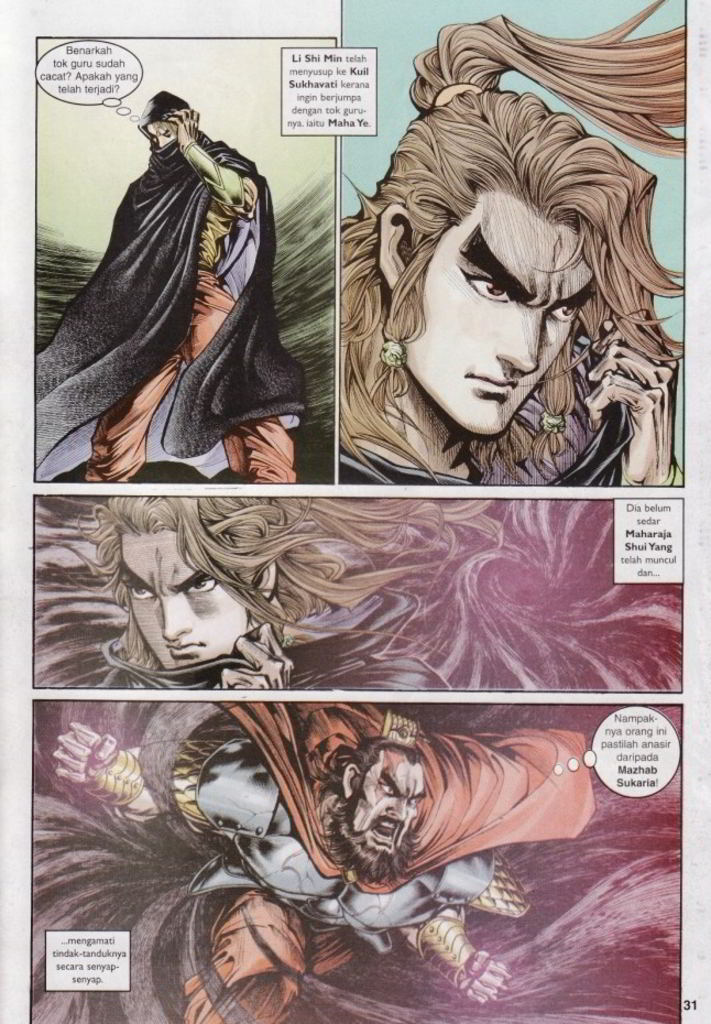 Benarkah
tok guru sudah
cacat? Apakah yang
telah terjadi?
Li Shi Min telah
menyusup ke Kuil
Sukhavati kerana
ingin berjumpa
dengan tok guru-
nya. iaitu Maha Ye.
Dia belum
sedar
Maharaja
Shui Yang
telah muncul
dan...
Nampak-
nya orang ini
pastilah anasir
daripada
Mazhab
Sukaria!
...mengamati
tindak-tanduknya
secara senyap-
senyap.
31